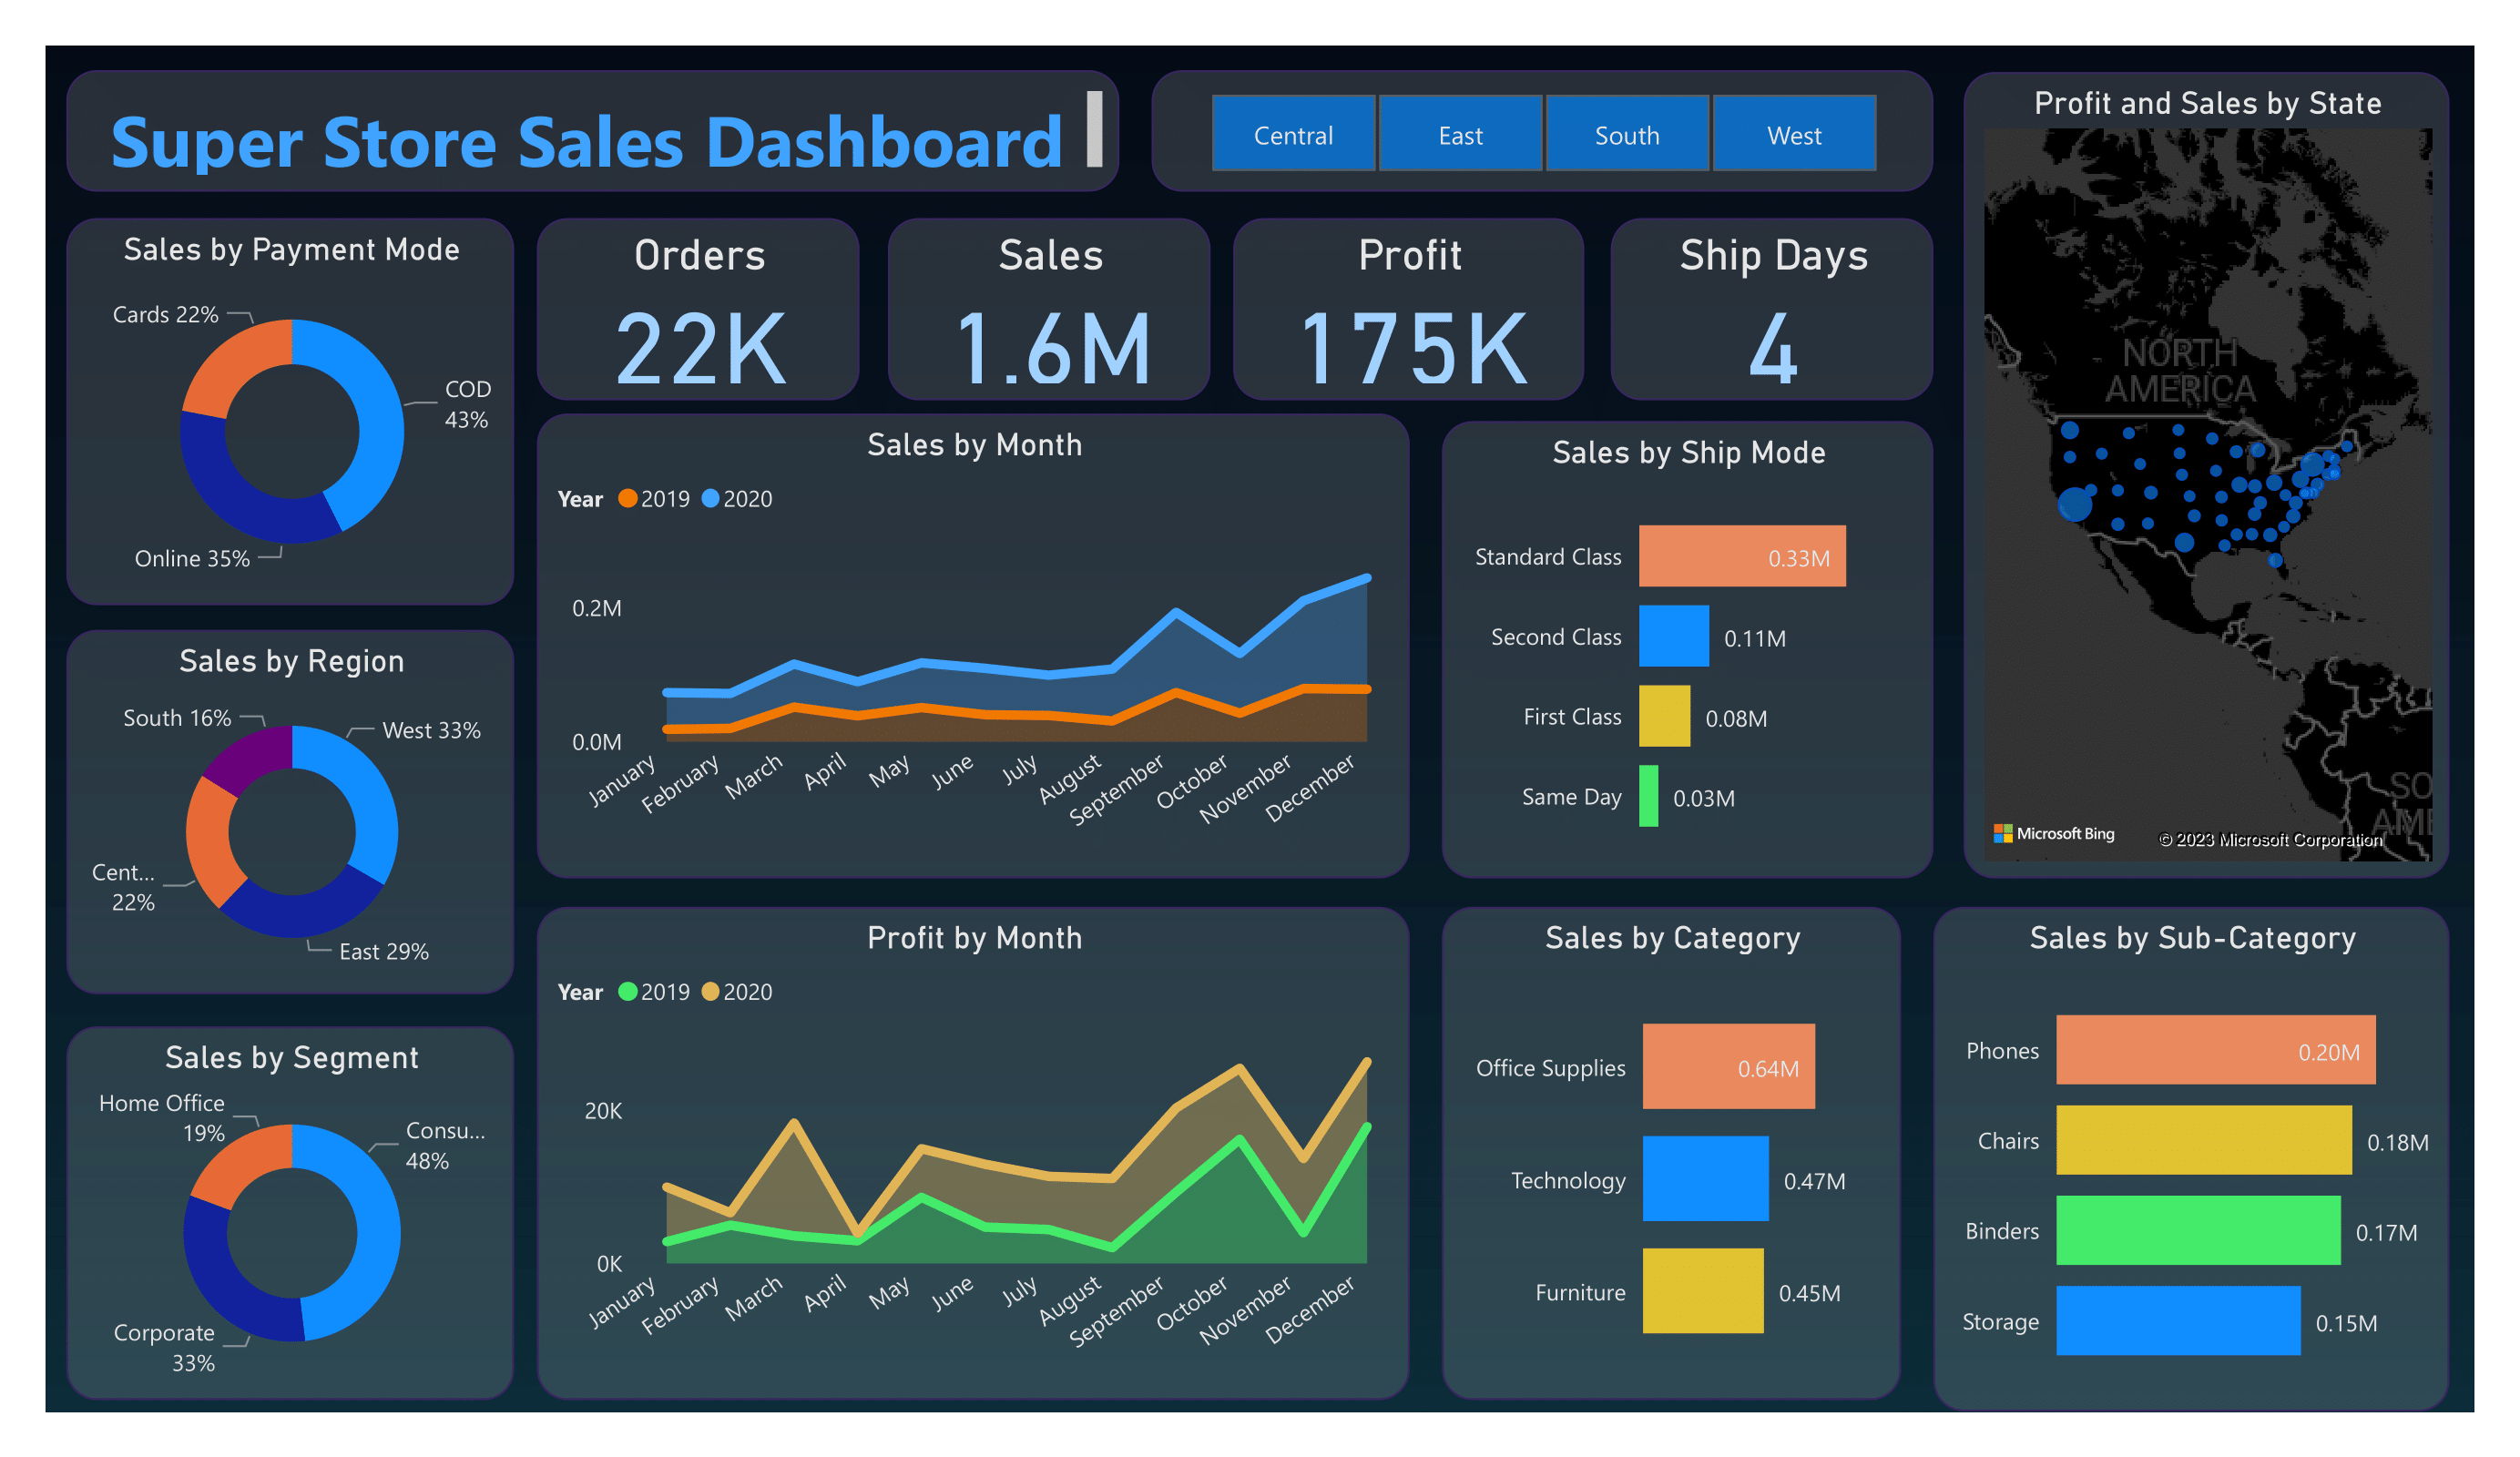 Super Store Sales Dashboard
Central
East
South
West
Profit and Sales by State
NORTH
AMERICA
SO
AME
Microsoft Bing
© 2023 Microsoft Corporation
Sales by Payment Mode
Cards 22%
COD
43%
Online 35%
Orders
22K
Sales
1.6M
Profit
175K
Ship Days
4
Sales by Month
Year 2019 2020
0.2M
0.0M
January
February
March
April
May
June
July
August
September
October
November
December
Sales by Ship Mode
Standard Class 0.33M
Second Class 0.11M
First Class 0.08M
Same Day 0.03M
Sales by Region
South 16%
West 33%
Cent...
22%
East 29%
Sales by Segment
Home Office
19%
Consu...
48%
Corporate
33%
Profit by Month
Year 2019 2020
20K
0K
January
February
March
April
May
June
July
August
September
October
November
December
Sales by Category
Office Supplies 0.64M
Technology 0.47M
Furniture 0.45M
Sales by Sub-Category
Phones 0.20M
Chairs 0.18M
Binders 0.17M
Storage 0.15M